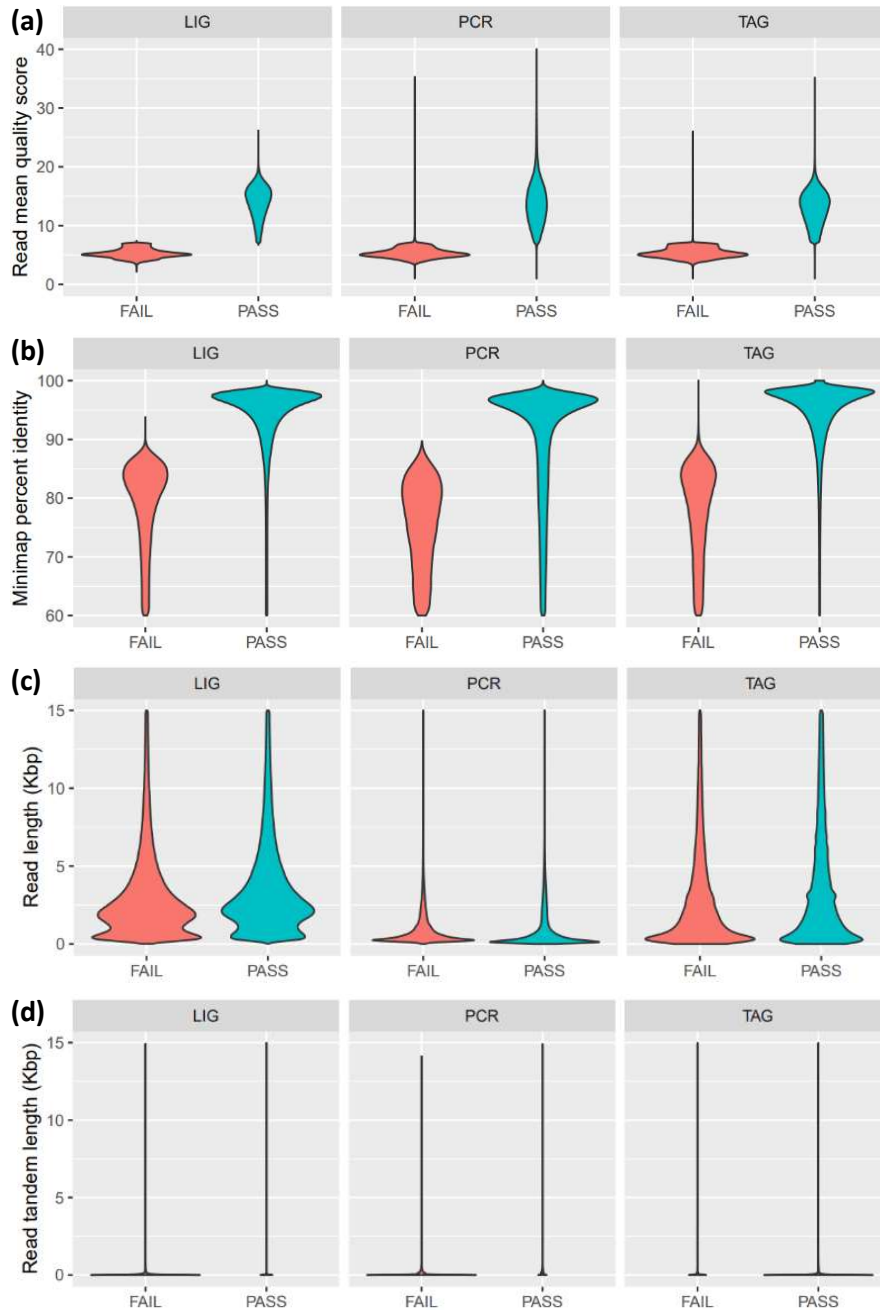 (a)
LIG PCR TAG
Read mean quality score
40
30
20
10
0
FAIL PASS FAIL PASS FAIL PASS
(b)
LIG PCR TAG
Minimap percent identity
100
90
80
70
60
FAIL PASS FAIL PASS FAIL PASS
(c)
LIG PCR TAG
Read length (Kbp)
15
10
5
0
FAIL PASS FAIL PASS FAIL PASS
(d)
LIG PCR TAG
Read tandem length (Kbp)
15
10
5
0
FAIL PASS FAIL PASS FAIL PASS